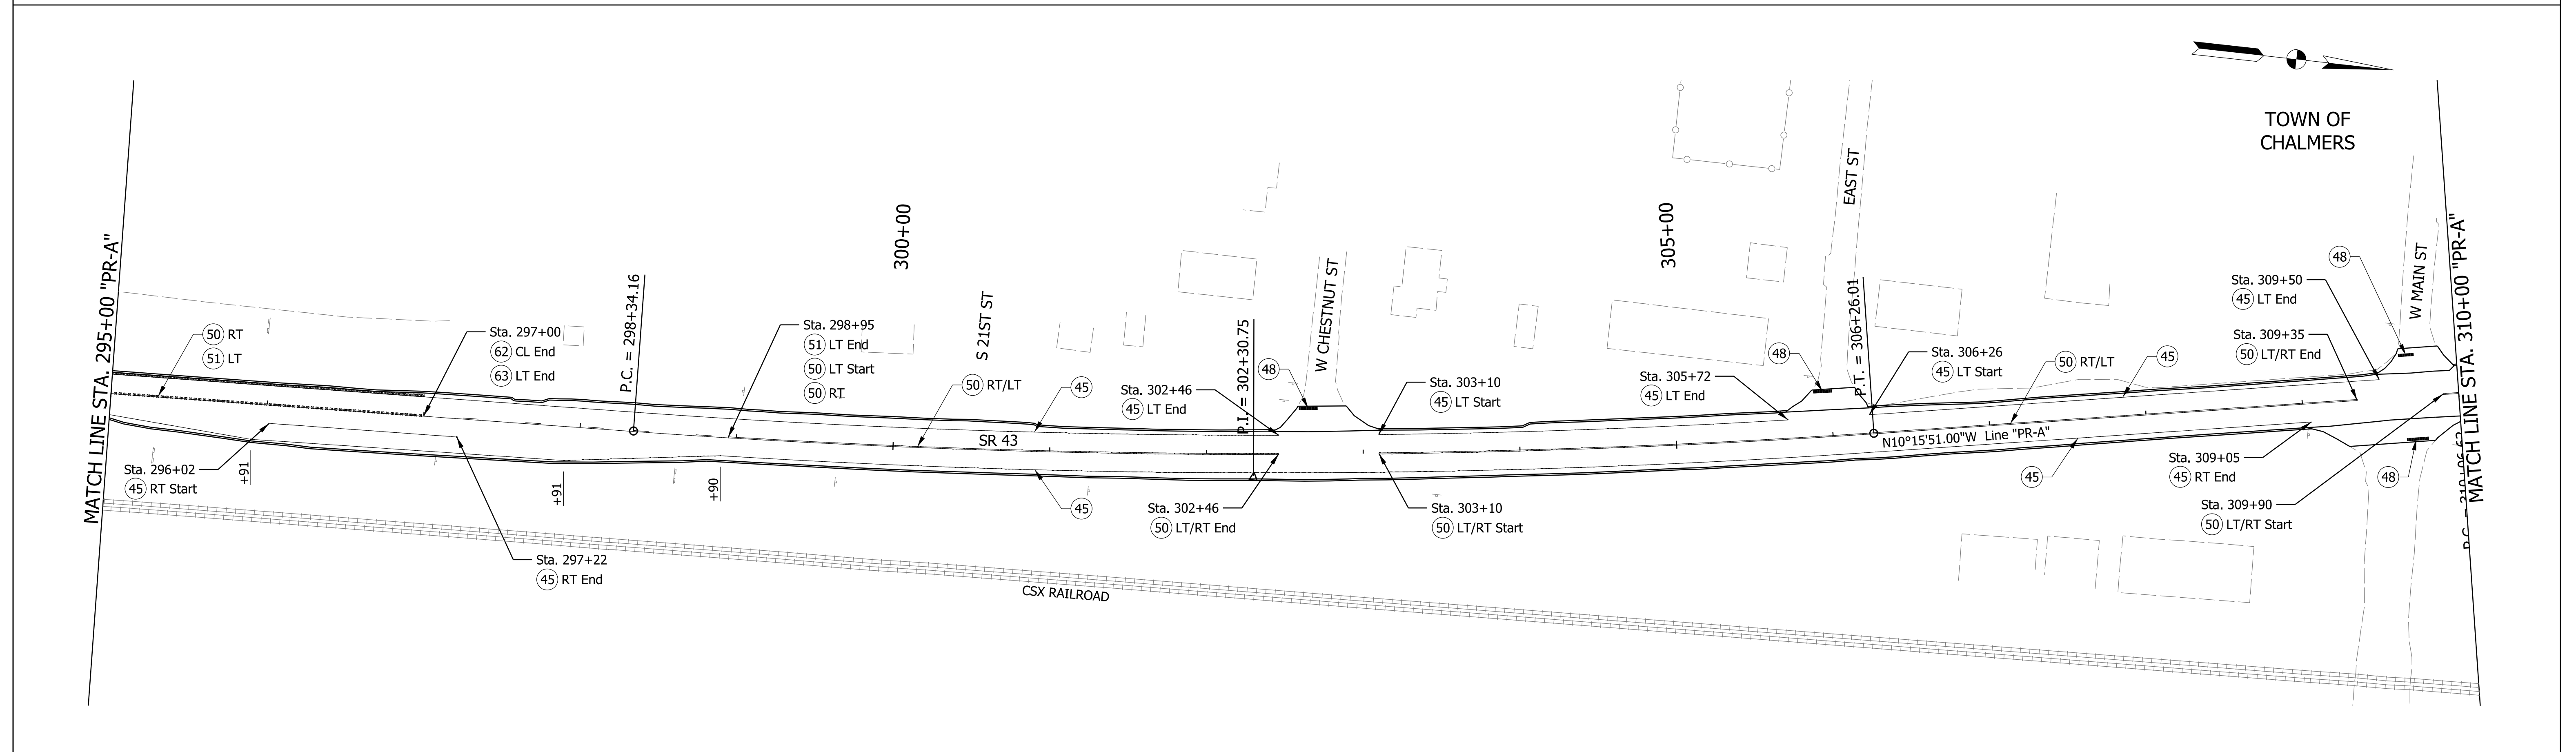 MATCH LINE STA. 295+00 "PR-A"
50 RT
51 LT
Sta. 296+02
45 RT Start
+91
Sta. 297+00
62 CL End
63 LT End
Sta. 297+22
45 RT End
+91
P.C. = 298+34.16
+90
Sta. 298+95
51 LT End
50 LT Start
50 RT
300+00
S 21ST ST
50 RT/LT
SR 43
45
45
CSX RAILROAD
Sta. 302+46
45 LT End
Sta. 302+46
50 LT/RT End
P.I. = 302+30.75
48
W CHESTNUT ST
Sta. 303+10
45 LT Start
Sta. 303+10
50 LT/RT Start
305+00
Sta. 305+72
45 LT End
48
EAST ST
P.T. = 306+26.01
Sta. 306+26
45 LT Start
N10°15'51.00"W Line "PR-A"
50 RT/LT
45
45
Sta. 309+05
45 RT End
Sta. 309+50
45 LT End
Sta. 309+35
50 LT/RT End
Sta. 309+90
50 LT/RT Start
48
48
W MAIN ST
TOWN OF
CHALMERS
MATCH LINE STA. 310+00 "PR-A"